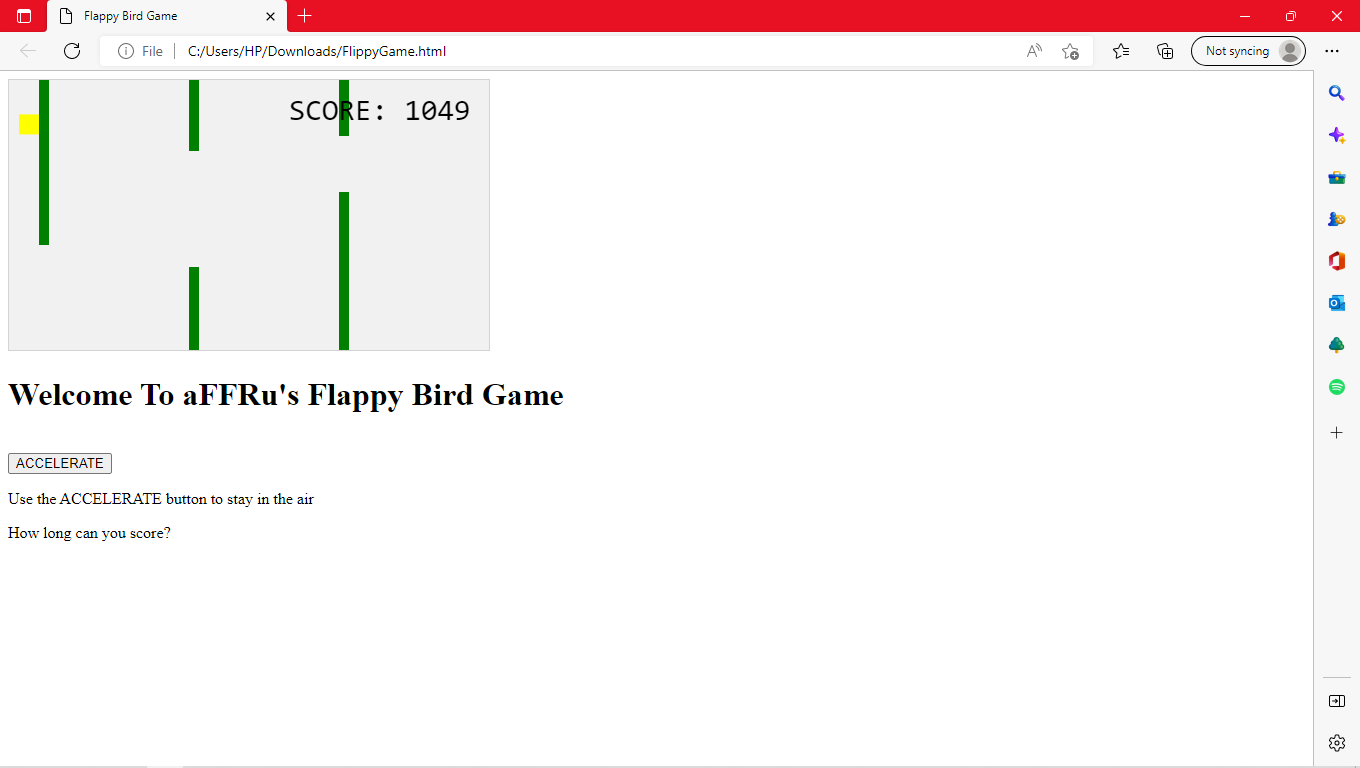 Flappy Bird Game
File
C:/Users/HP/Downloads/FlippyGame.html
Not syncing
SCORE: 1049
Welcome To aFFRu's Flappy Bird Game
ACCELERATE
Use the ACCELERATE button to stay in the air
How long can you score?